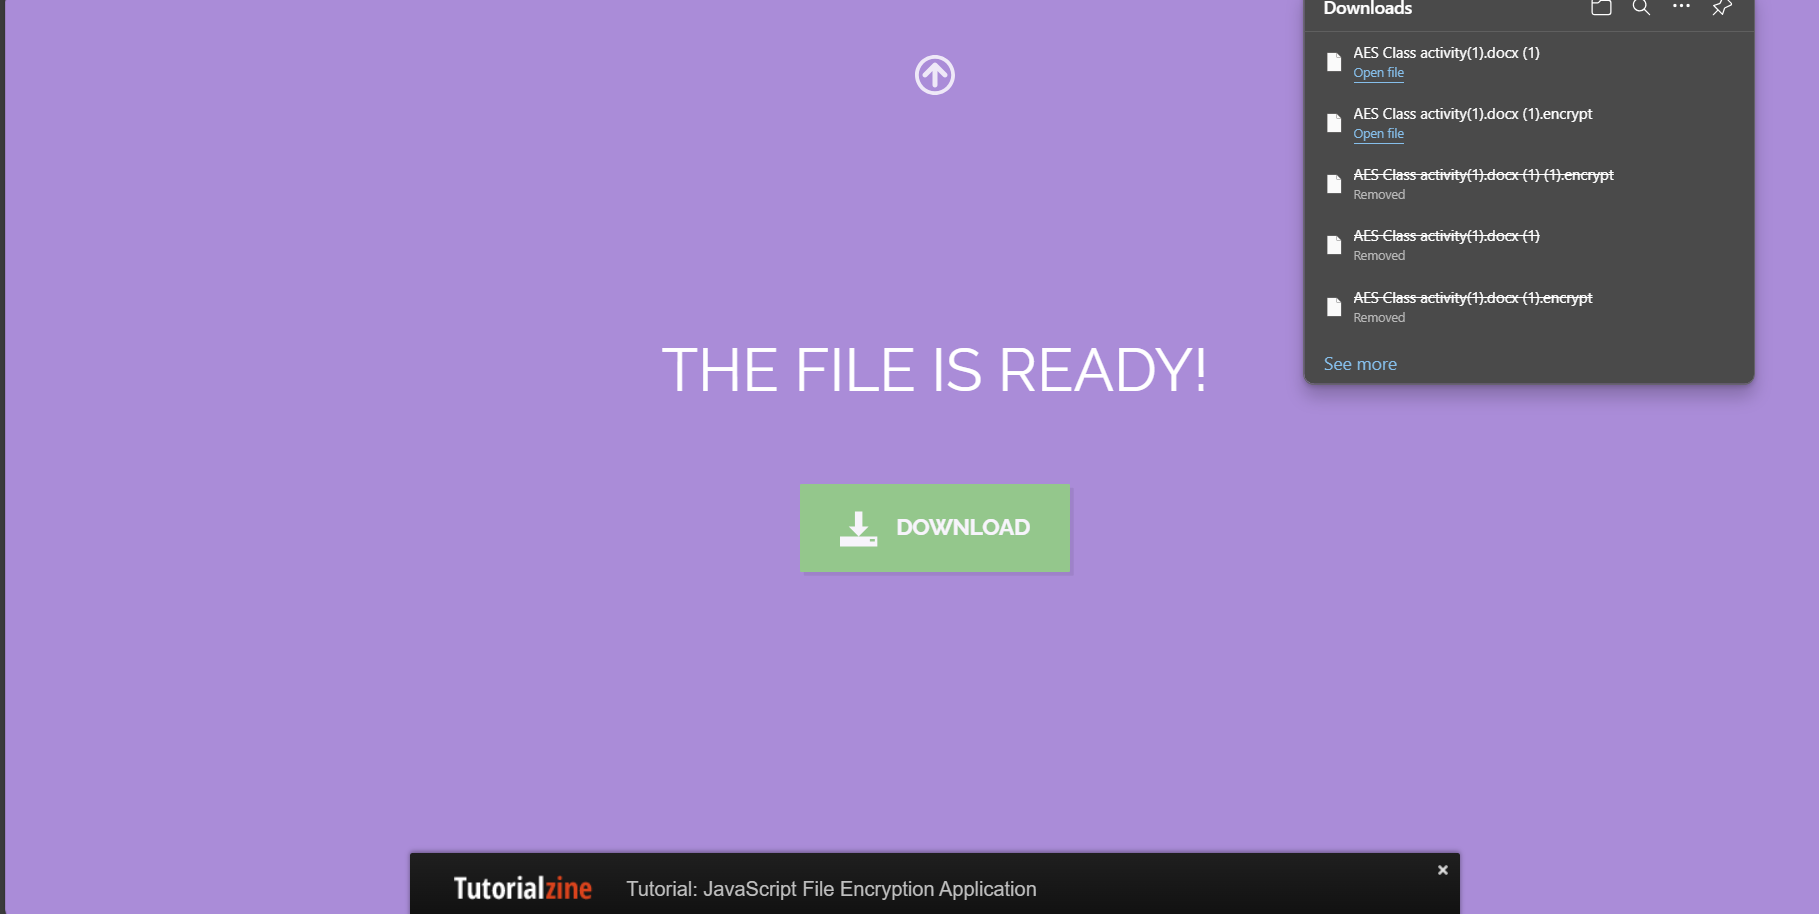 Downloads
AES Class activity(1).docx (1)
Open file
AES Class activity(1).docx (1).encrypt
Open file
AES Class activity(1).docx (1) (1).encrypt
Removed
AES Class activity(1).docx (1)
Removed
AES Class activity(1).docx (1).encrypt
Removed
See more
THE FILE IS READY!
DOWNLOAD
Tutorialzine Tutorial: JavaScript File Encryption Application